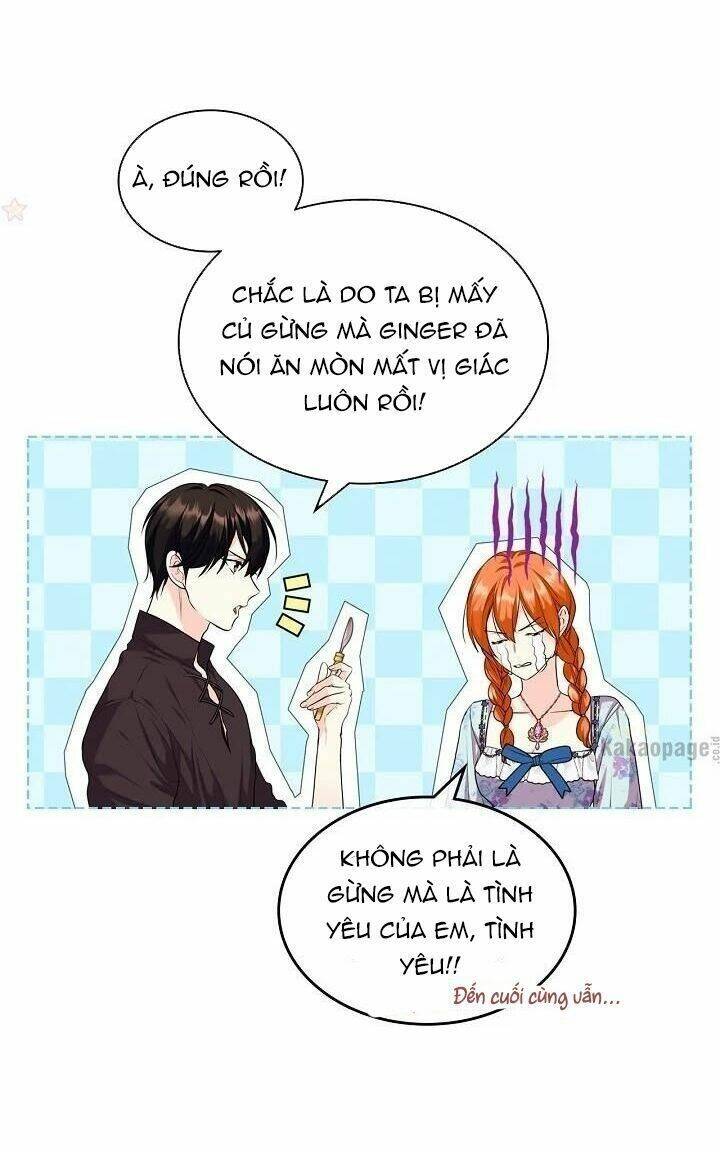 À, ĐÚNG RỒI!
CHẮC LÀ DO TA BỊ MẤY
CỦ GỪNG MÀ GINGER ĐÃ
NÓI ĂN MÒN MẤT VỊ GIÁC
LUÔN RỒI!
Kakaopage.co.id
KHÔNG PHẢI LÀ
GỪNG MÀ LÀ TÌNH
YÊU CỦA EM, TÌNH
YÊU!!
Đến cuối cùng vẫn...